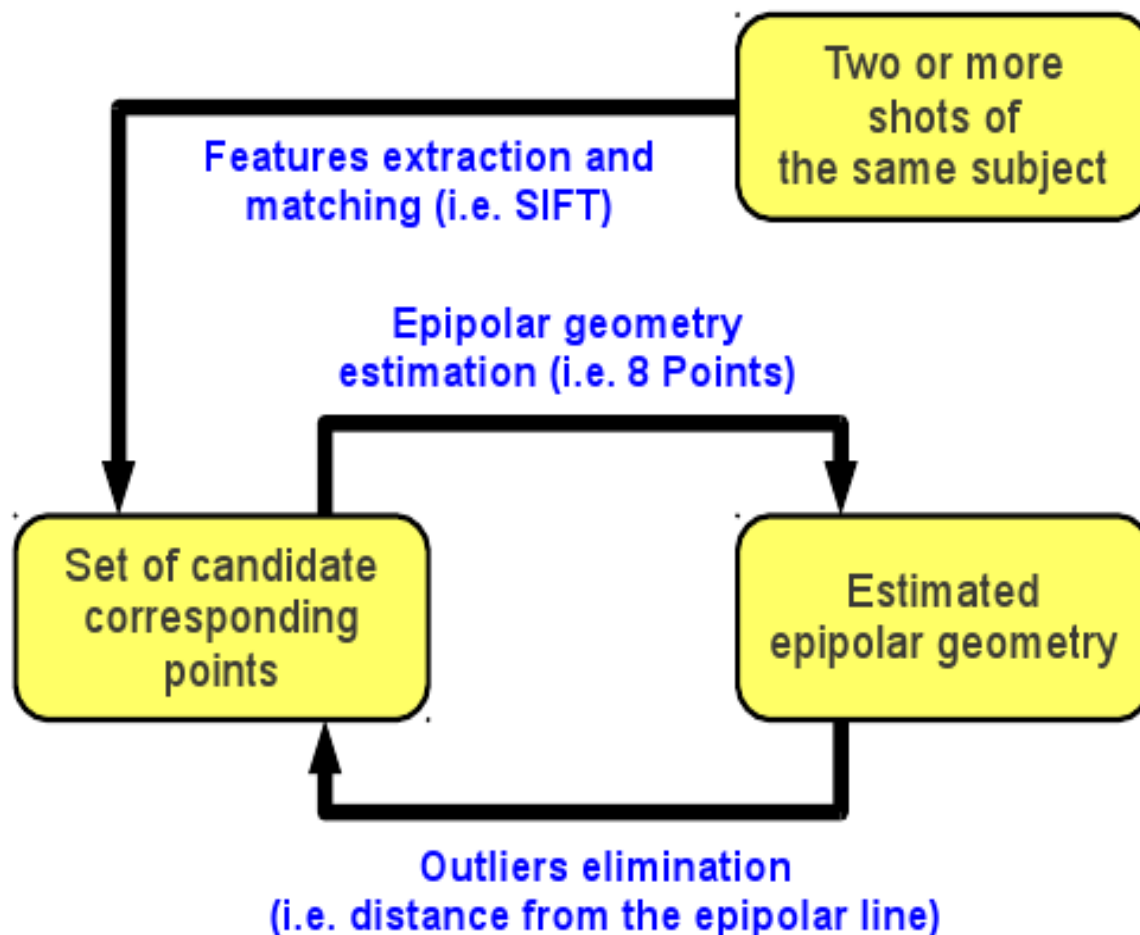 Two or more
shots of
the same subject
Features extraction and
matching (i.e. SIFT)
Epipolar geometry
estimation (i.e. 8 Points)
Set of candidate
corresponding
points
Estimated
epipolar geometry
Outliers elimination
(i.e. distance from the epipolar line)